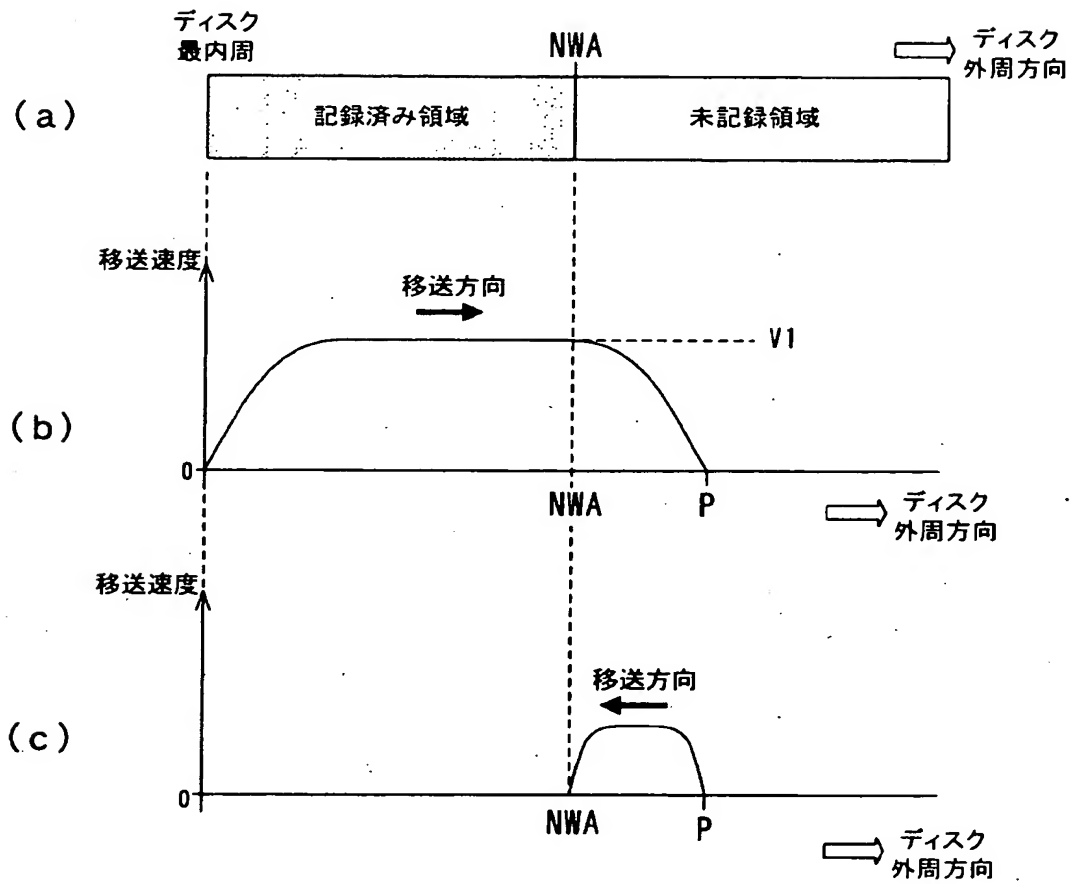 ディスク
最内周
NWA
ディスク
外周方向
(a)
記録済み領域
未記録領域
移送速度
移送方向
V1
(b)
0
NWA
P
ディスク
外周方向
移送速度
移送方向
(c)
0
NWA
P
ディスク
外周方向